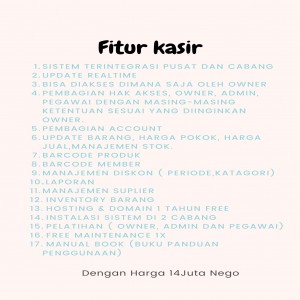 Fitur kasir
1. SISTEM TERINTEGRASI PUSAT DAN CABANG
2. UPDATE REALTIME
3. BISA DIAKSES DIMANA SAJA OLEH OWNER
4. PEMBAGIAN HAK AKSES, OWNER, ADMIN,
PEGAWAI DENGAN MASING-MASING
KETENTUAN SESUAI YANG DIINGINKAN
OWNER.
5. PEMBAGIAN ACCOUNT
6. UPDATE BARANG, HARGA POKOK, HARGA
JUAL,MANAJEMEN STOK.
7. BARCODE PRODUK
8. BARCODE MEMBER
9. MANAJEMEN DISKON ( PERIODE,KATAGORI)
10. LAPORAN
11. MANAJEMEN SUPLIER
12. INVENTORY BARANG
13. HOSTING & DOMAIN 1 TAHUN FREE
14. INSTALASI SISTEM DI 2 CABANG
15. PELATIHAN ( OWNER, ADMIN DAN PEGAWAI)
16. FREE MAINTENANCE 1X
17. MANUAL BOOK (BUKU PANDUAN
PENGGUNAAN)
Dengan Harga 14Juta Nego